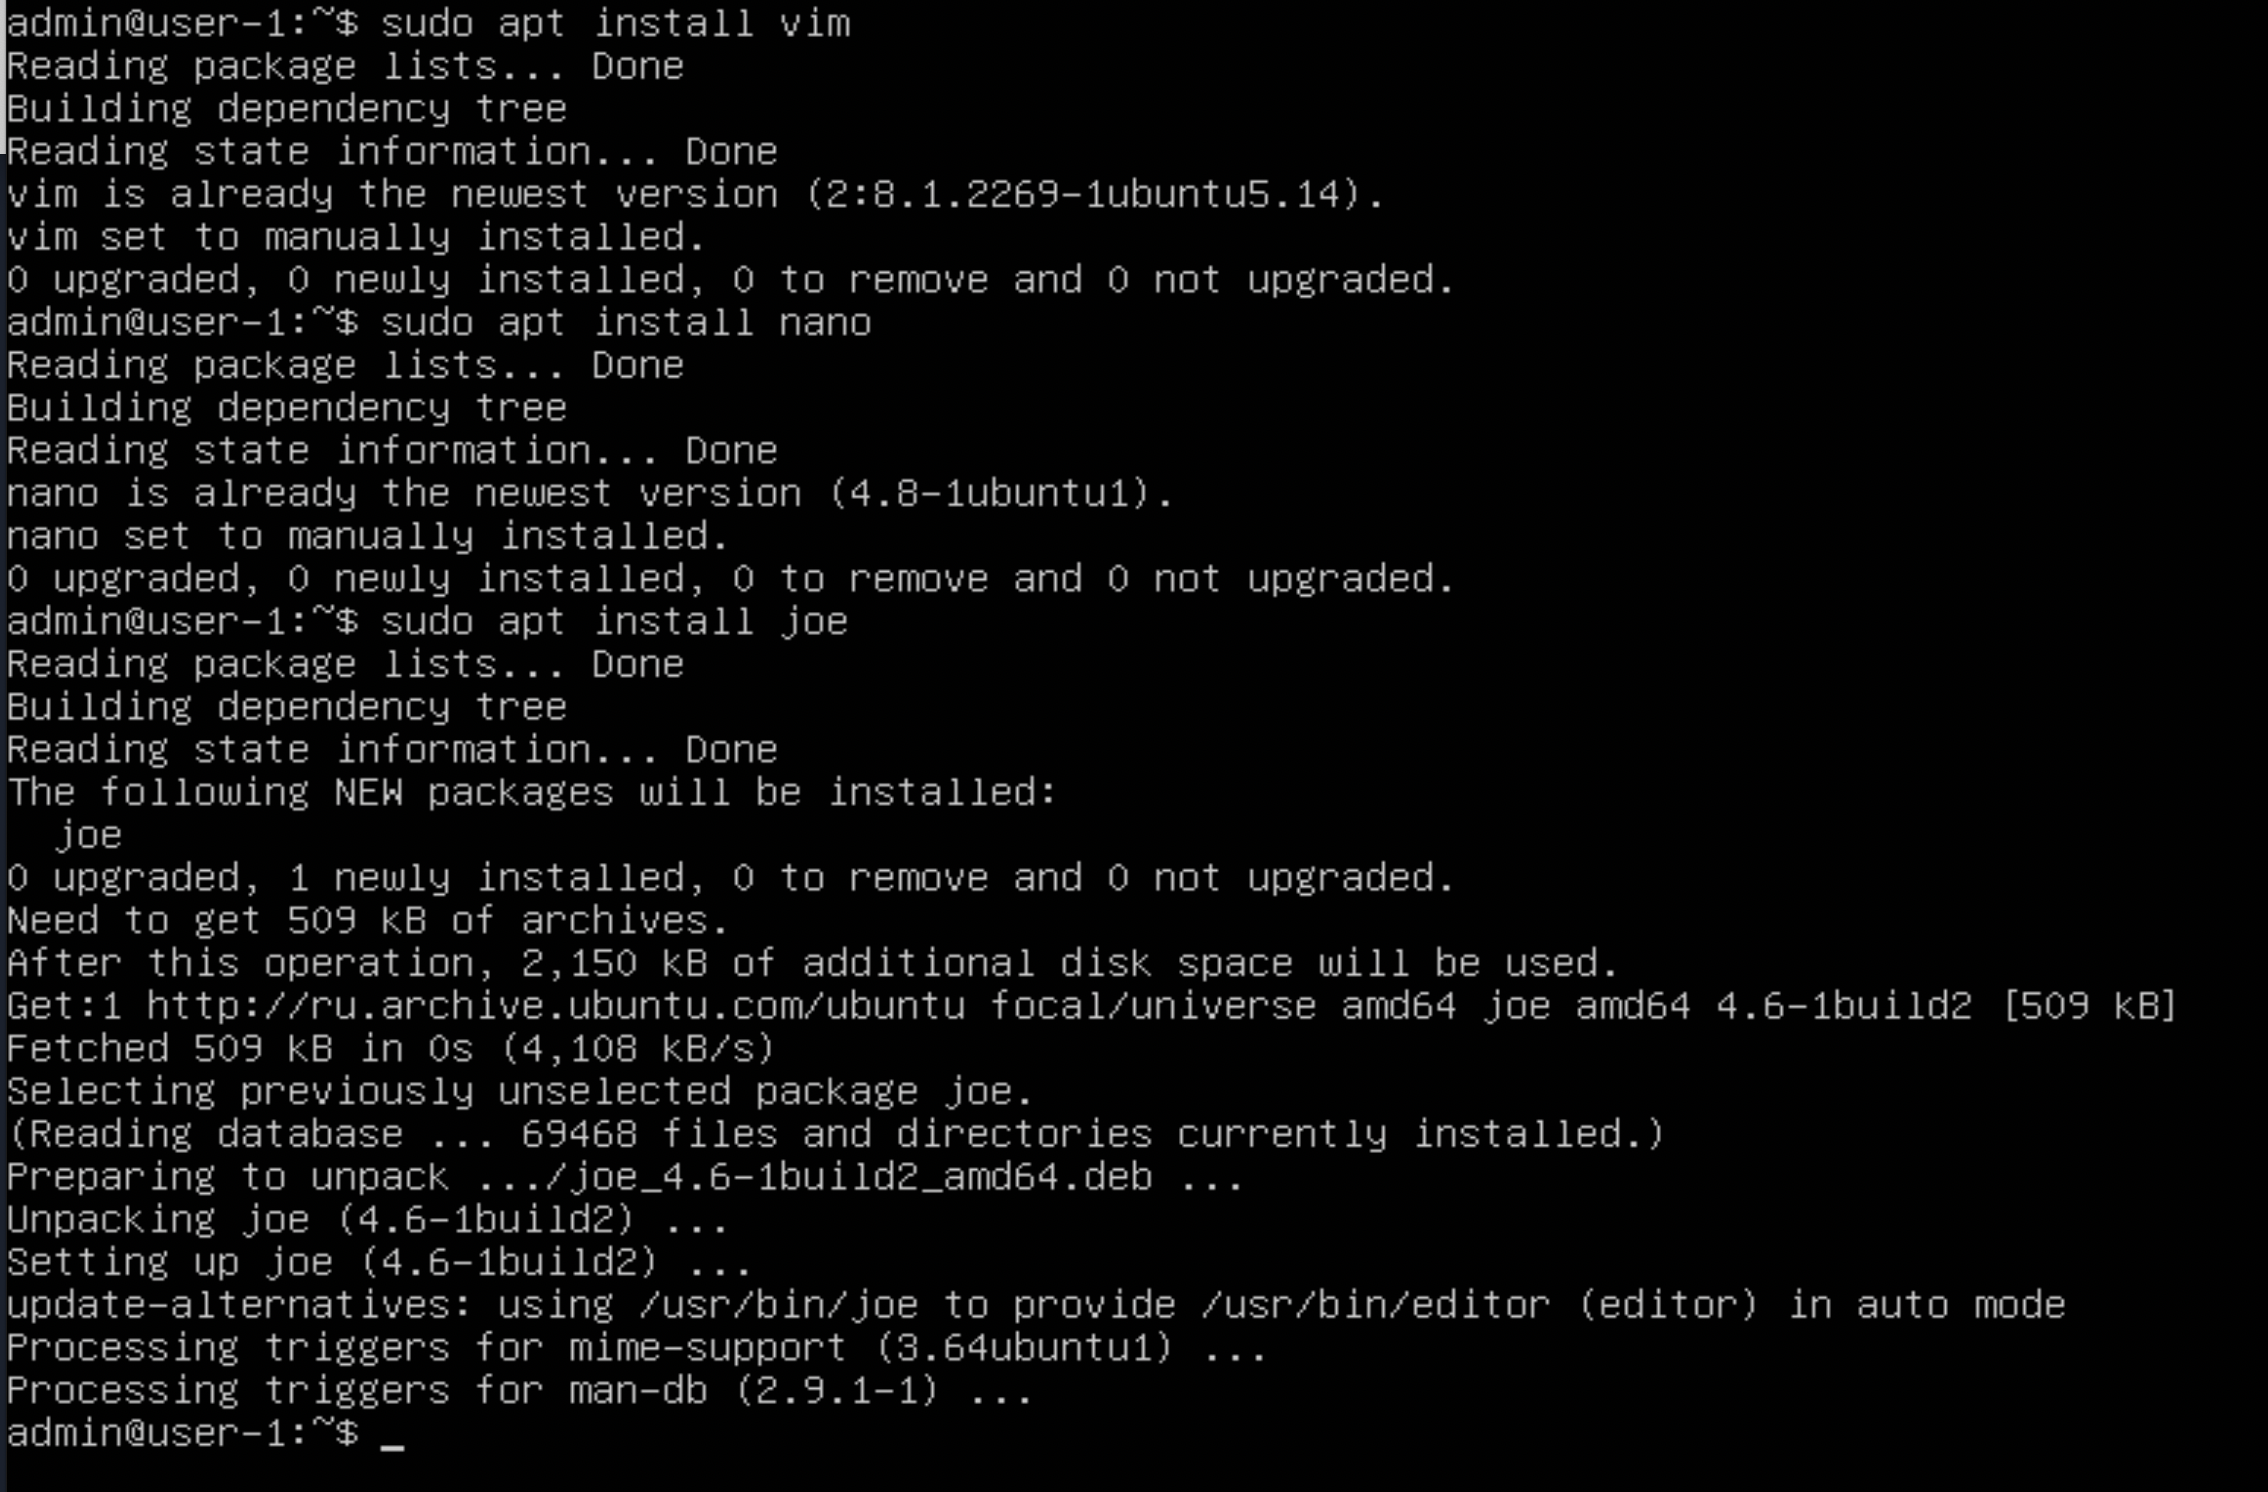 admin@user-1:~$ sudo apt install vim
Reading package lists... Done
Building dependency tree
Reading state information... Done
vim is already the newest version (2:8.1.2269-1ubuntu5.14).
vim set to manually installed.
0 upgraded, 0 newly installed, 0 to remove and 0 not upgraded.
admin@user-1:~$ sudo apt install nano
Reading package lists... Done
Building dependency tree
Reading state information... Done
nano is already the newest version (4.8-1ubuntu1).
nano set to manually installed.
0 upgraded, 0 newly installed, 0 to remove and 0 not upgraded.
admin@user-1:~$ sudo apt install joe
Reading package lists... Done
Building dependency tree
Reading state information... Done
The following NEW packages will be installed:
  joe
0 upgraded, 1 newly installed, 0 to remove and 0 not upgraded.
Need to get 509 kB of archives.
After this operation, 2,150 kB of additional disk space will be used.
Get:1 http://ru.archive.ubuntu.com/ubuntu focal/universe amd64 joe amd64 4.6-1build2 [509 kB]
Fetched 509 kB in 0s (4,108 kB/s)
Selecting previously unselected package joe.
(Reading database ... 69468 files and directories currently installed.)
Preparing to unpack .../joe_4.6-1build2_amd64.deb ...
Unpacking joe (4.6-1build2) ...
Setting up joe (4.6-1build2) ...
update-alternatives: using /usr/bin/joe to provide /usr/bin/editor (editor) in auto mode
Processing triggers for mime-support (3.64ubuntu1) ...
Processing triggers for man-db (2.9.1-1) ...
admin@user-1:~$ _